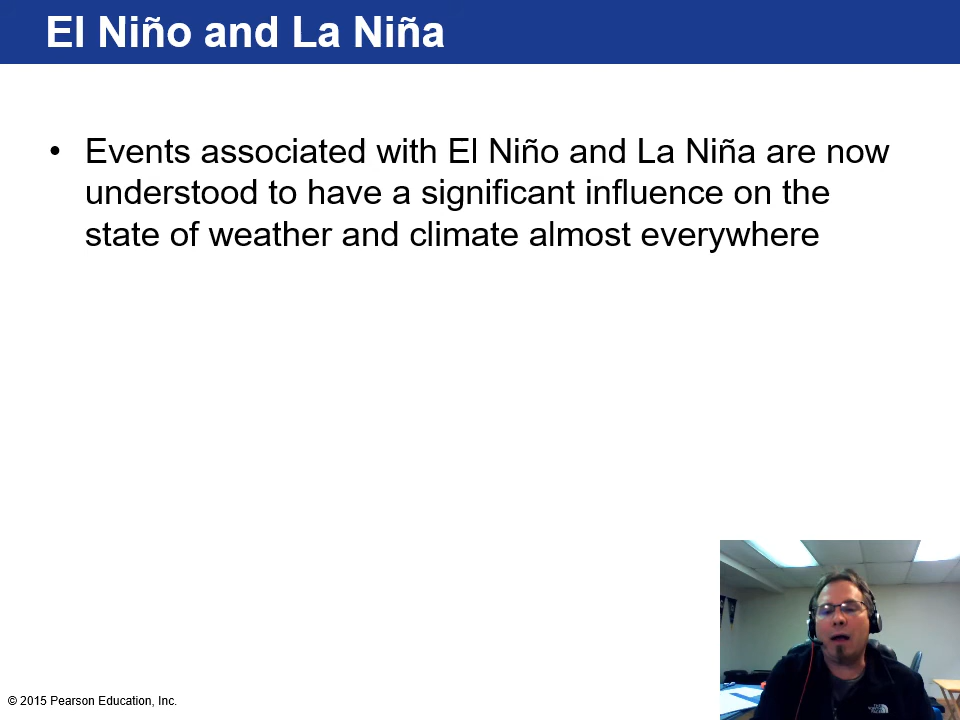 El Niño and La Niña
• Events associated with El Niño and La Niña are now
understood to have a significant influence on the
state of weather and climate almost everywhere
© 2015 Pearson Education, Inc.